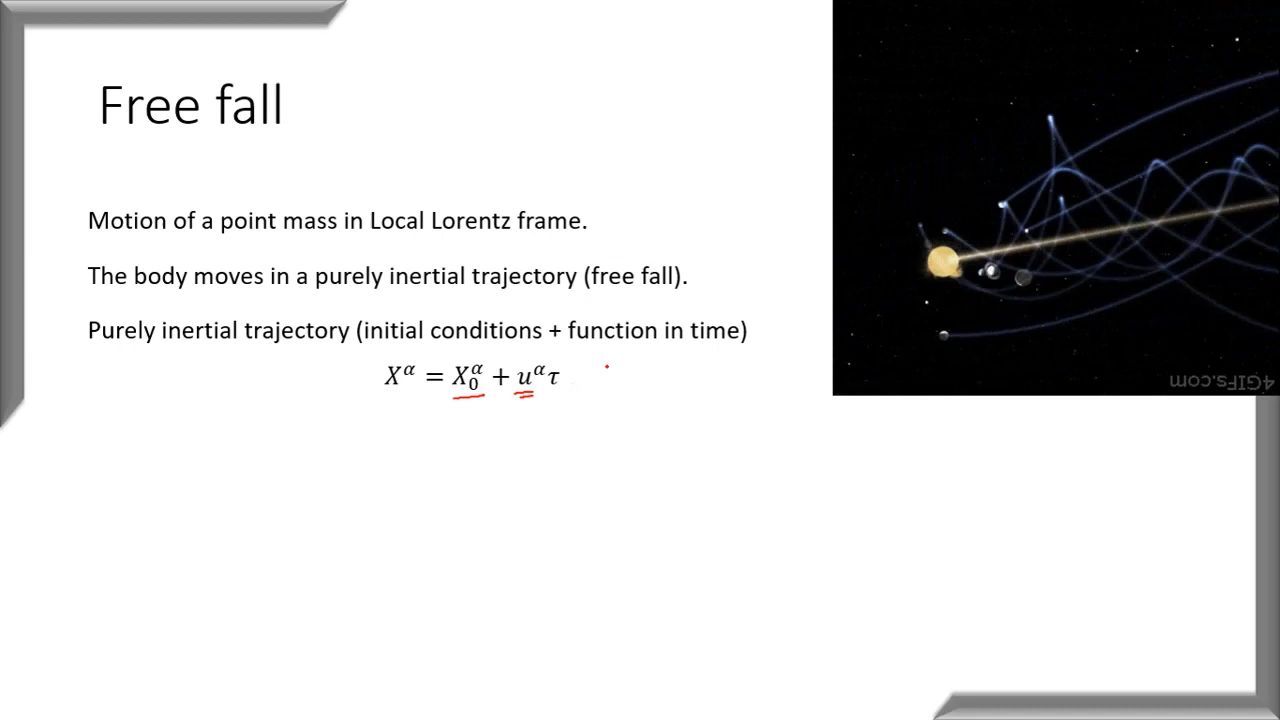 Free fall
Motion of a point mass in Local Lorentz frame.
The body moves in a purely inertial trajectory (free fall).
Purely inertial trajectory (initial conditions + function in time)
𝑋^𝛼 = 𝑋_0^𝛼 + 𝑢^𝛼𝜏
4GIFs.com